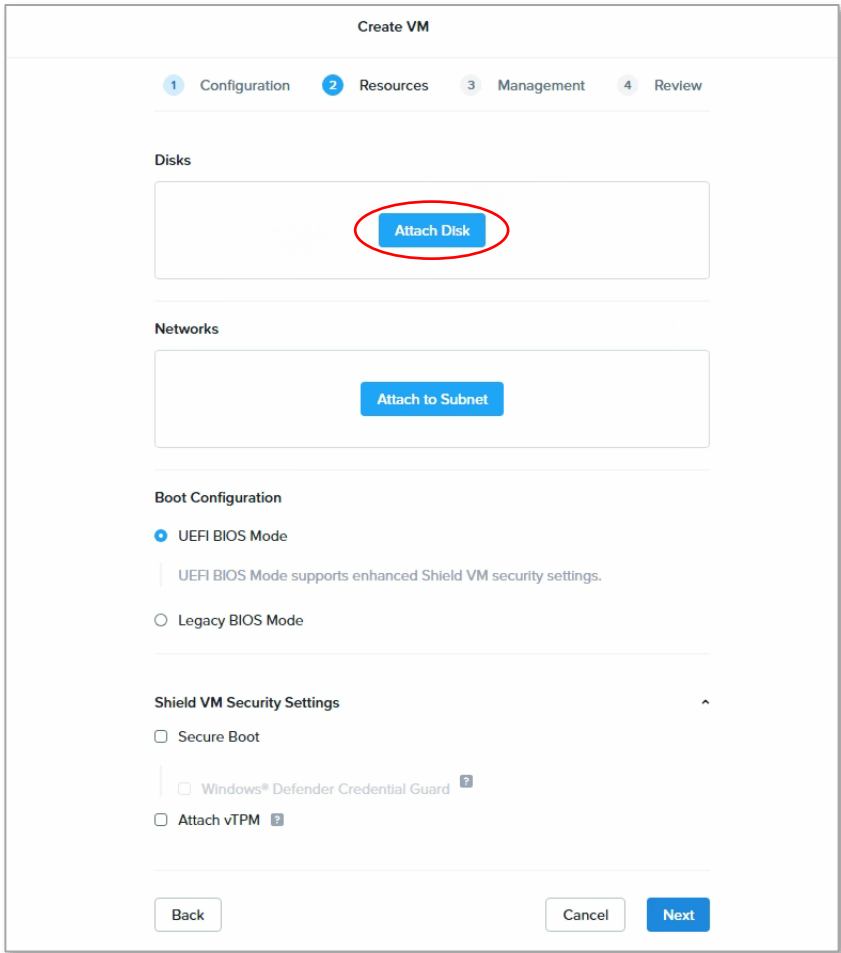 Create VM
1 Configuration 2 Resources 3 Management 4 Review
Disks
Attach Disk
Networks
Attach to Subnet
Boot Configuration
UEFI BIOS Mode
UEFI BIOS Mode supports enhanced Shield VM security settings.
Legacy BIOS Mode
Shield VM Security Settings
Secure Boot
Windows® Defender Credential Guard ?
Attach vTPM ?
Back Cancel Next